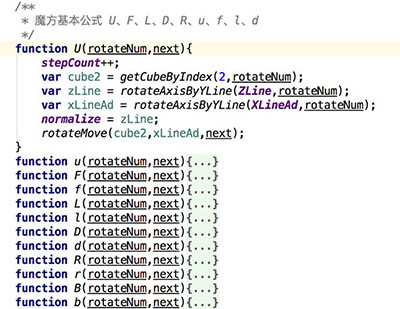 /**
 * 魔方基本公式 U、F、L、D、R、u、f、l、d
 */
function U(rotateNum,next){
    stepCount++;
    var cube2 = getCubeByIndex(2,rotateNum);
    var zLine = rotateAxisByYLine(ZLine,rotateNum);
    var xLineAd = rotateAxisByYLine(XLineAd,rotateNum);
    normalize = zLine;
    rotateMove(cube2,xLineAd,next);
}
function u(rotateNum,next){...}
function F(rotateNum,next){...}
function f(rotateNum,next){...}
function L(rotateNum,next){...}
function l(rotateNum,next){...}
function D(rotateNum,next){...}
function d(rotateNum,next){...}
function R(rotateNum,next){...}
function r(rotateNum,next){...}
function B(rotateNum,next){...}
function b(rotateNum,next){...}